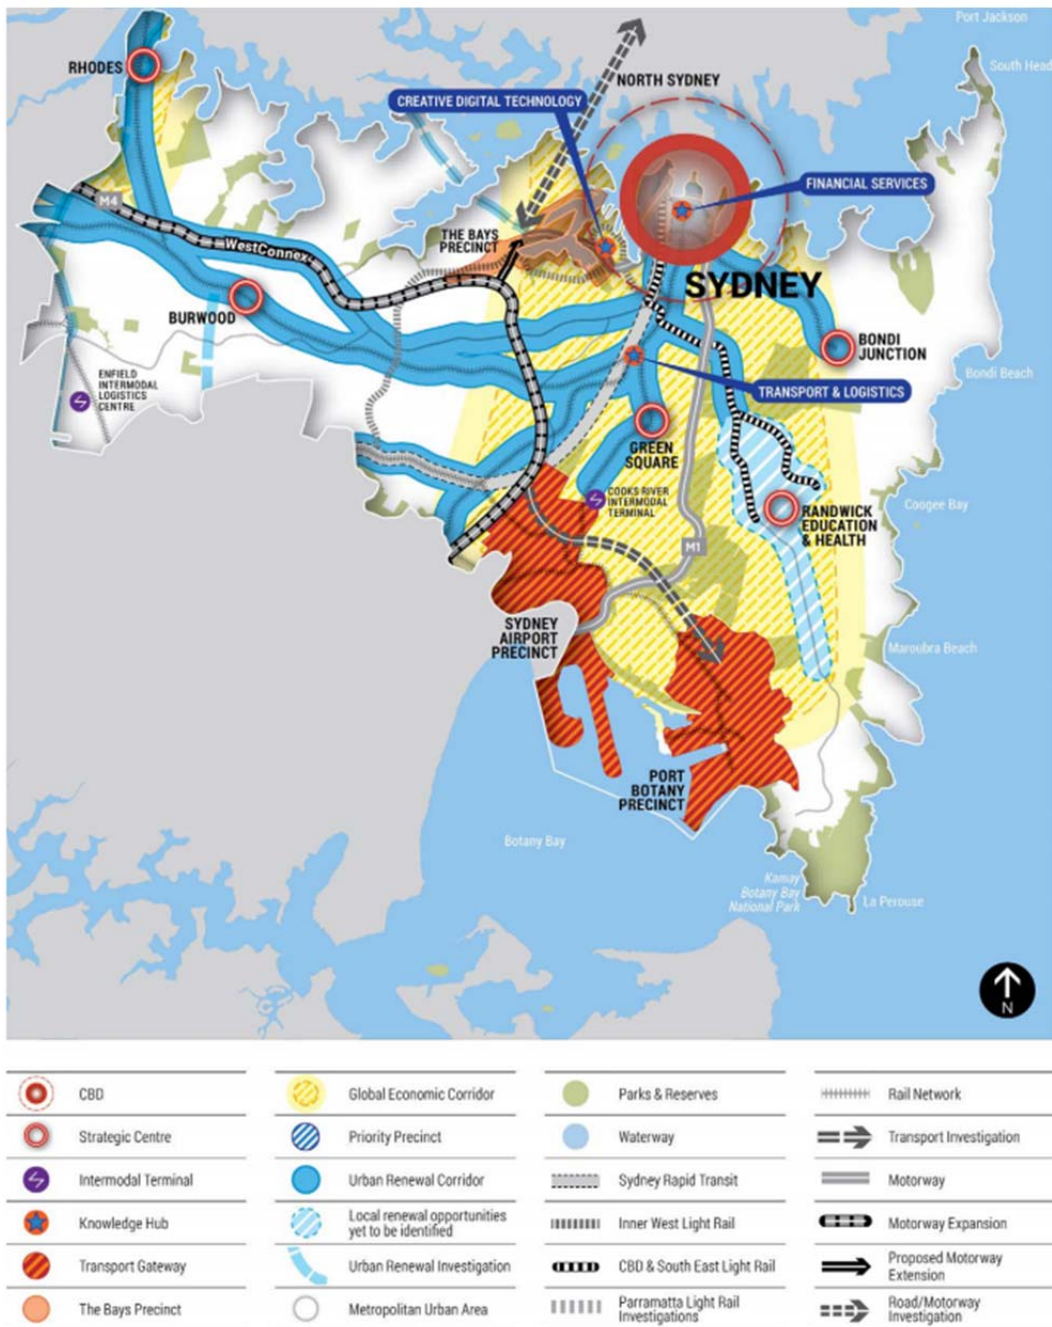 Port Jackson
South Head
RHODES
NORTH SYDNEY
CREATIVE DIGITAL TECHNOLOGY
FINANCIAL SERVICES
M4
WestConnex
THE BAYS
PRECINCT
SYDNEY
BURWOOD
BONDI
JUNCTION
Bondi Beach
ENFIELD
INTERMODAL
LOGISTICS
CENTRE
TRANSPORT & LOGISTICS
GREEN
SQUARE
COOKS RIVER
INTERMODAL
TERMINAL
RANDWICK
EDUCATION
& HEALTH
Coogee Bay
M1
SYDNEY
AIRPORT
PRECINCT
Maroubra Beach
PORT
BOTANY
PRECINCT
Botany Bay
Kamay
Botany Bay
National Park
La Perouse
N
CBD
Strategic Centre
Intermodal Terminal
Knowledge Hub
Transport Gateway
The Bays Precinct
Global Economic Corridor
Priority Precinct
Urban Renewal Corridor
Local renewal opportunities
yet to be identified
Urban Renewal Investigation
Metropolitan Urban Area
Parks & Reserves
Waterway
Sydney Rapid Transit
Inner West Light Rail
CBD & South East Light Rail
Parramatta Light Rail
Investigations
Rail Network
Transport Investigation
Motorway
Motorway Expansion
Proposed Motorway
Extension
Road/Motorway
Investigation